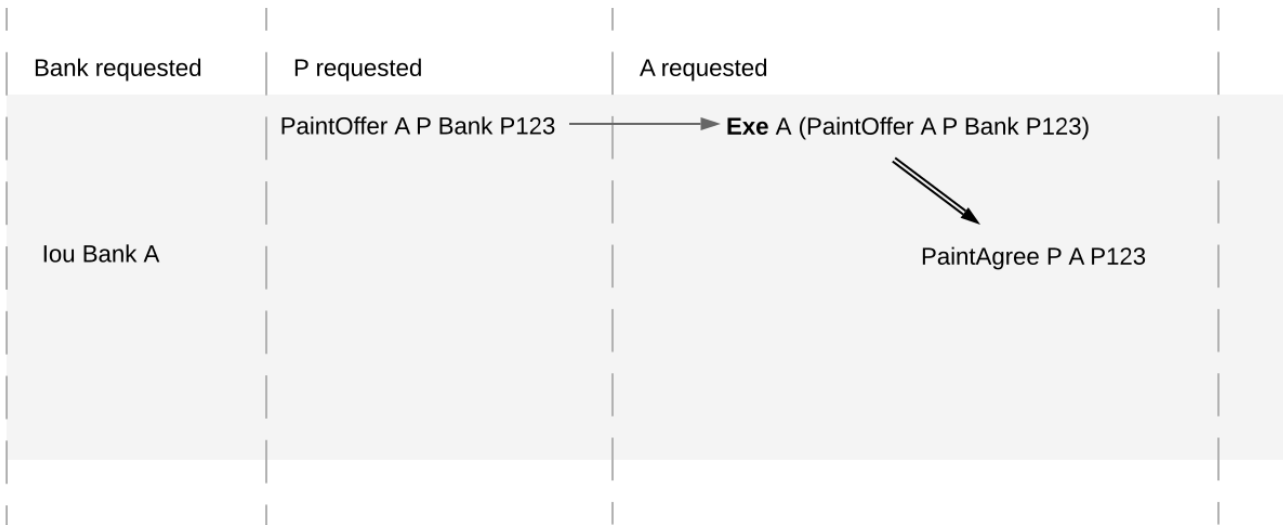 Bank requested
P requested
A requested
PaintOffer A P Bank P123
Exe A (PaintOffer A P Bank P123)
Iou Bank A
PaintAgree P A P123